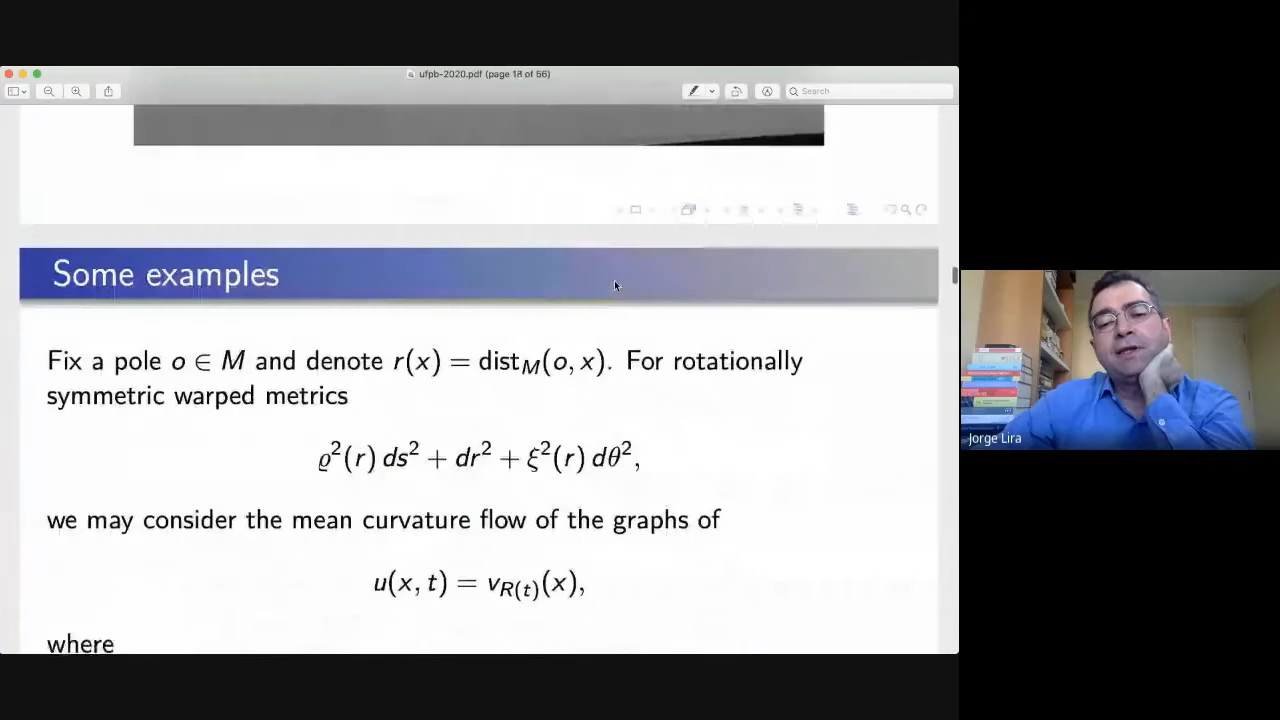 ufpb-2020.pdf (page 18 of 56)
Search
Some examples
Fix a pole o ∈ M and denote r(x) = dist_M(o, x). For rotationally
symmetric warped metrics
ϱ²(r) ds² + dr² + ξ²(r) dθ²,
we may consider the mean curvature flow of the graphs of
u(x, t) = v_{R(t)}(x),
where
Jorge Lira